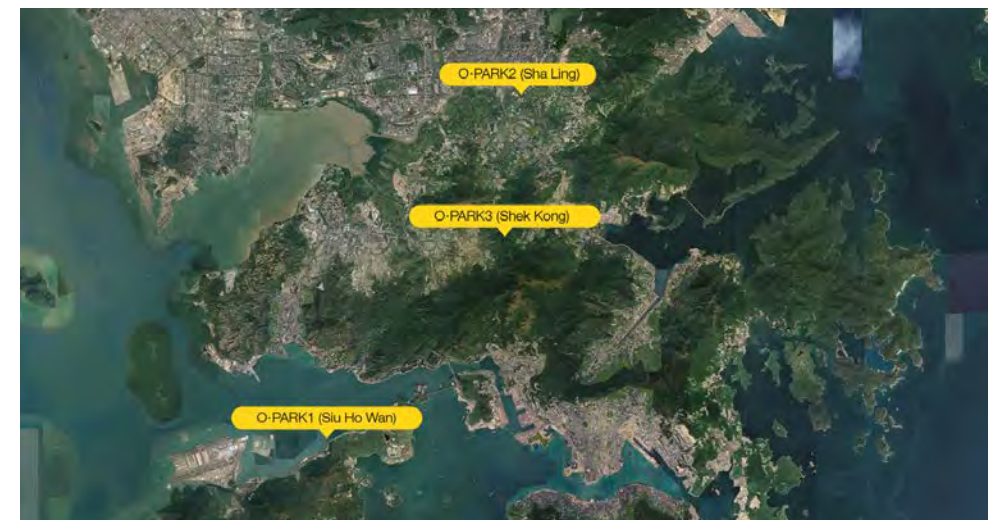 O·PARK2 (Sha Ling)
O·PARK3 (Shek Kong)
O·PARK1 (Siu Ho Wan)